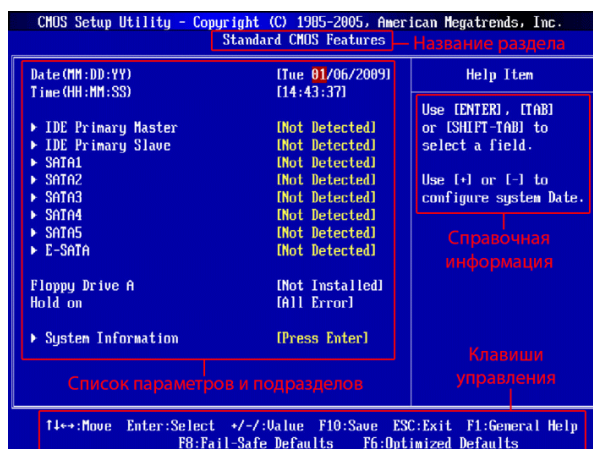 CMOS Setup Utility - Copyright (C) 1985-2005, American Megatrends, Inc.
Standard CMOS Features
Название раздела
Date(MM:DD:YY) [Tue 01/06/2009]
Time(HH:MM:SS) [14:43:37]
▶ IDE Primary Master [Not Detected]
▶ IDE Primary Slave [Not Detected]
▶ SATA1 [Not Detected]
▶ SATA2 [Not Detected]
▶ SATA3 [Not Detected]
▶ SATA4 [Not Detected]
▶ SATA5 [Not Detected]
▶ E-SATA [Not Detected]
Floppy Drive A [Not Installed]
Hold on [All Error]
▶ System Information [Press Enter]
Список параметров и подразделов
Help Item
Use [ENTER], [TAB]
or [SHIFT-TAB] to
select a field.
Use [+] or [-] to
configure system Date.
Справочная
информация
Клавиши
управления
↑↓←→:Move Enter:Select +/-/:Value F10:Save ESC:Exit F1:General Help
F8:Fail-Safe Defaults F6:Optimized Defaults